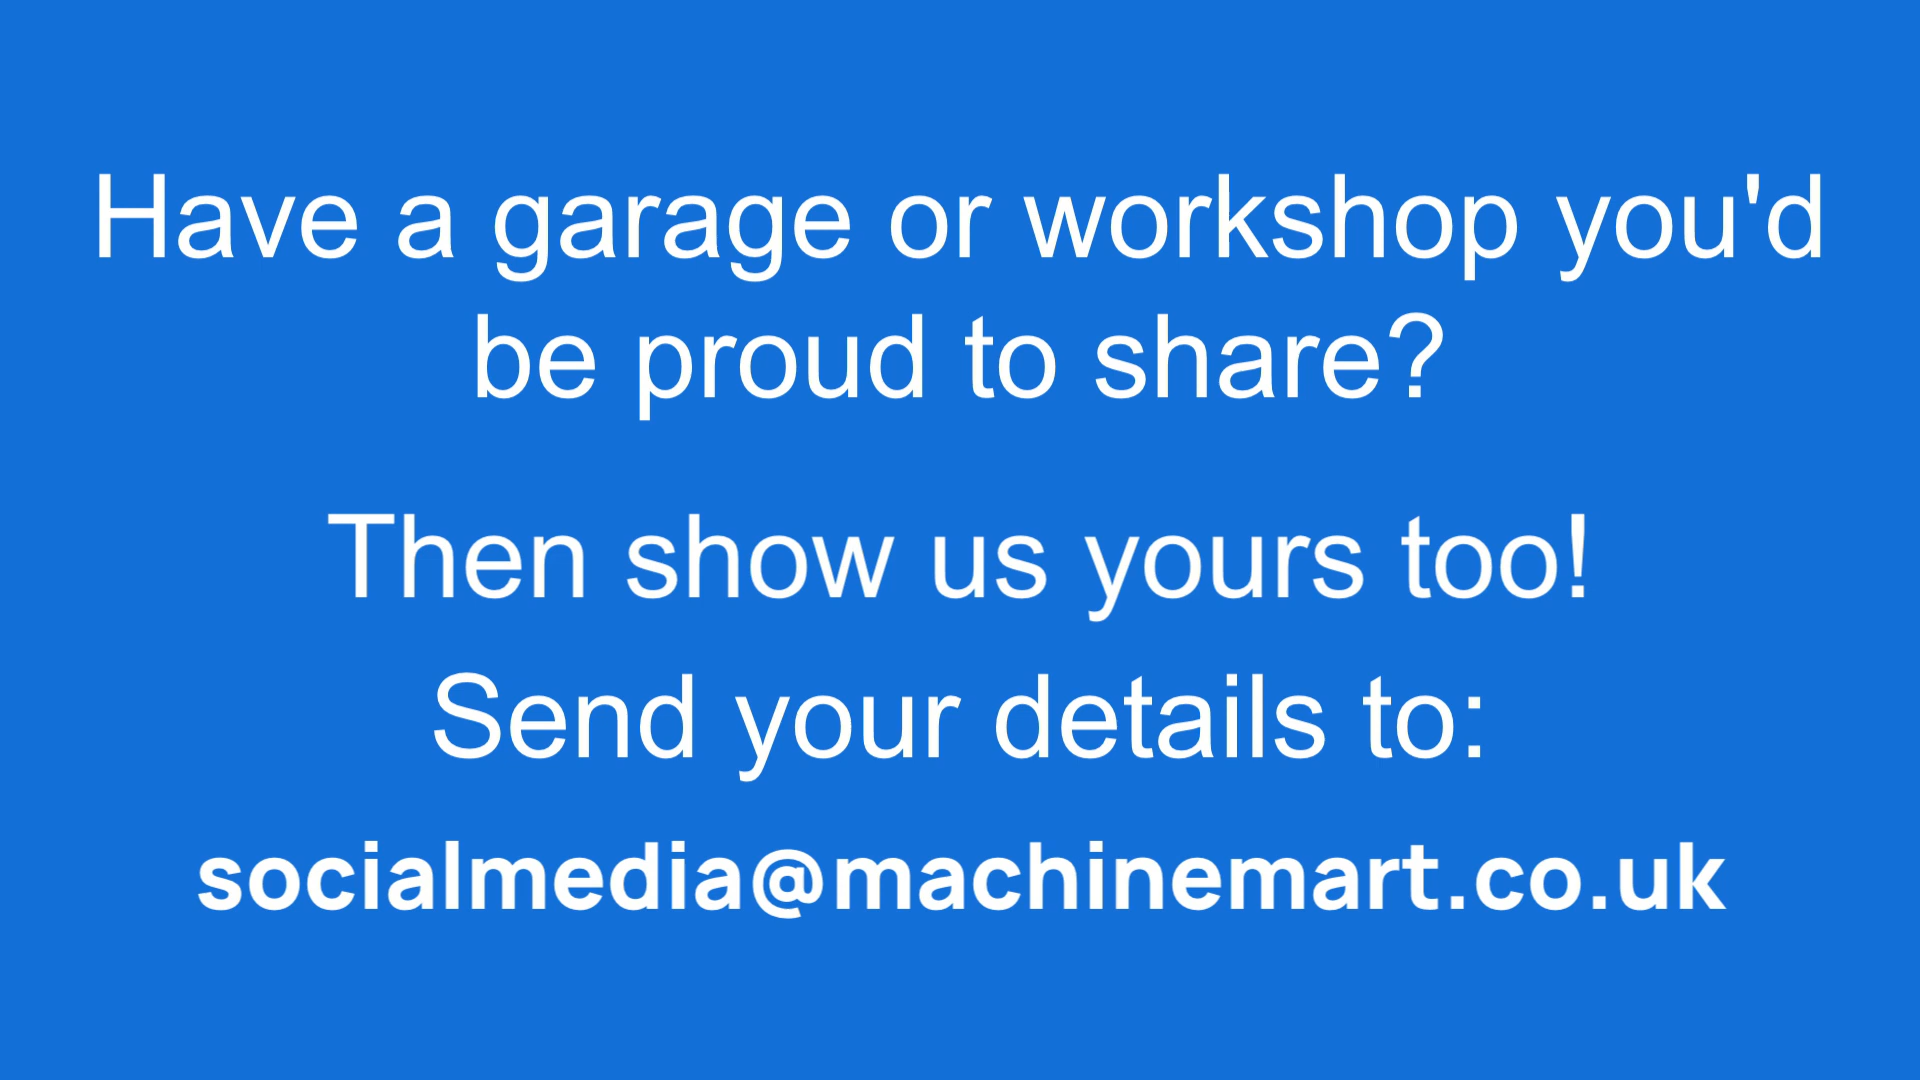 Have a garage or workshop you'd
be proud to share?
Then show us yours too!
Send your details to:
socialmedia@machinemart.co.uk